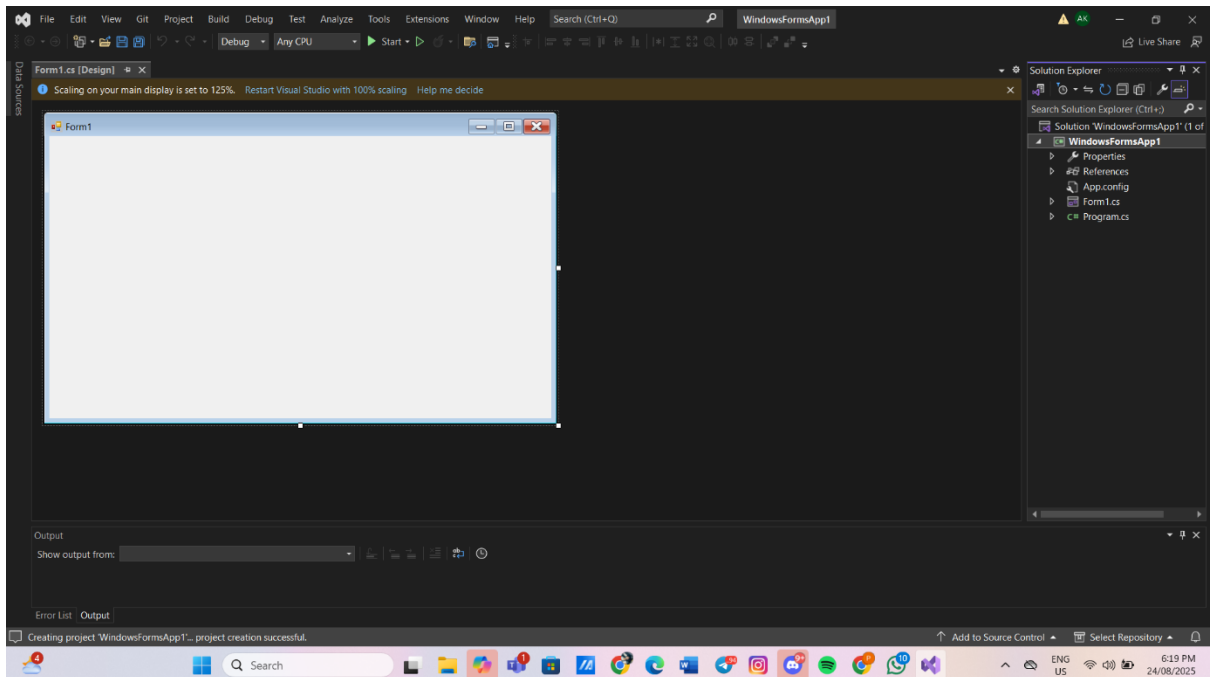 File Edit View Git Project Build Debug Test Analyze Tools Extensions Window Help Search (Ctrl+Q) WindowsFormsApp1 AK
Debug Any CPU Start Live Share
Data Sources
Form1.cs [Design]
Scaling on your main display is set to 125%. Restart Visual Studio with 100% scaling Help me decide
Form1
Solution Explorer
Search Solution Explorer (Ctrl+;)
Solution 'WindowsFormsApp1' (1 of
WindowsFormsApp1
Properties
References
App.config
Form1.cs
C# Program.cs
Output
Show output from:
Error List Output
Creating project 'WindowsFormsApp1'... project creation successful. Add to Source Control Select Repository
4 Search 1 10 ENG 6:19 PM
US 24/08/2025